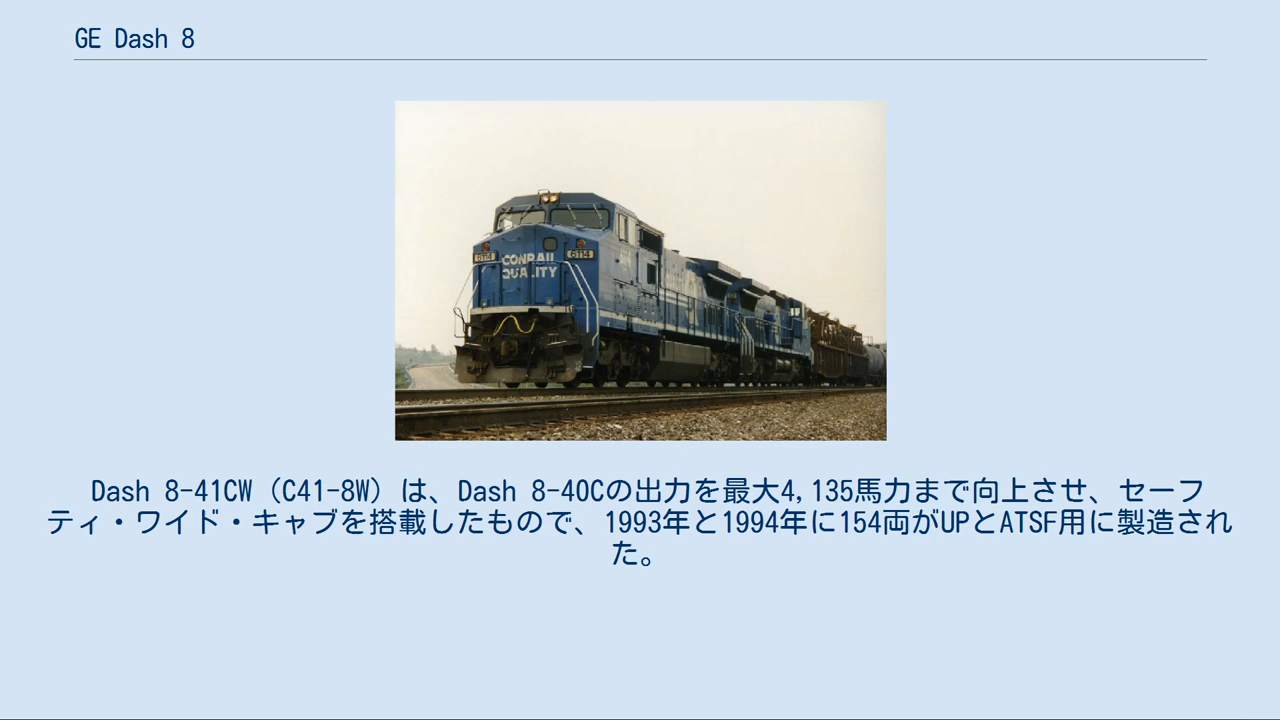 GE Dash 8
CONRAIL
QUALITY
6114 6114
Dash 8-41CW（C41-8W）は、Dash 8-40Cの出力を最大4,135馬力まで向上させ、セーフ
ティ・ワイド・キャブを搭載したもので、1993年と1994年に154両がUPとATSF用に製造され
た。